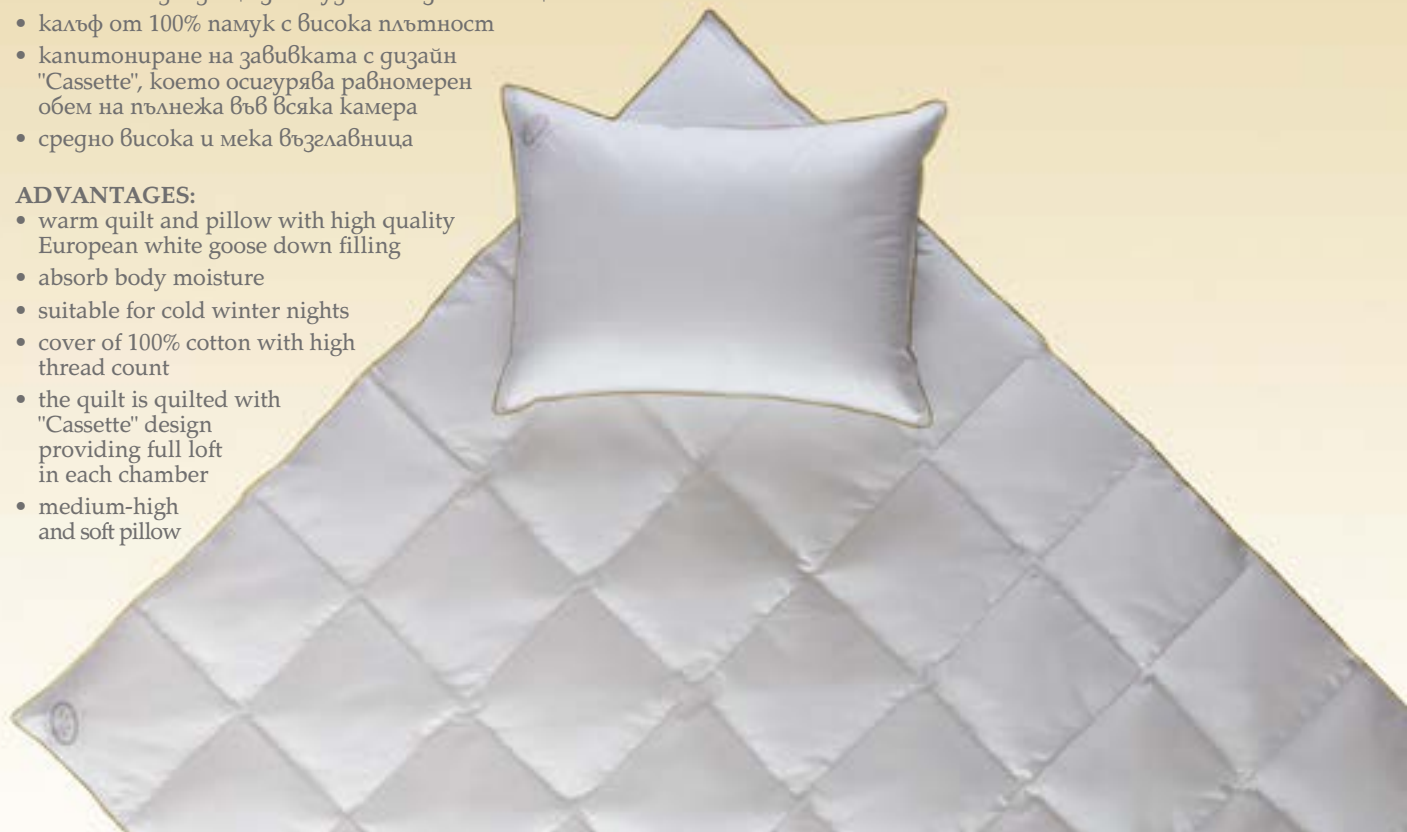 • калъф от 100% памук с висока плътност
• капитониране на завивката с дизайн
"Cassette", което осигурява равномерен
обем на пълнежа във всяка камера
• средно висока и мека възглавница
ADVANTAGES:
• warm quilt and pillow with high quality
European white goose down filling
• absorb body moisture
• suitable for cold winter nights
• cover of 100% cotton with high
thread count
• the quilt is quilted with
"Cassette" design
providing full loft
in each chamber
• medium-high
and soft pillow